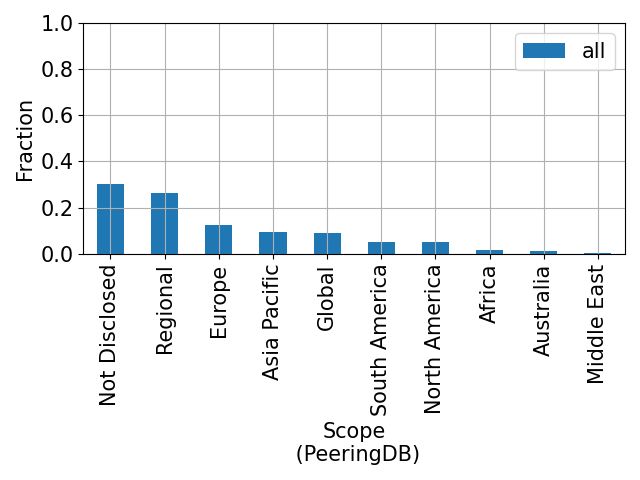 1.0
0.8
0.6
0.4
0.2
0.0
Fraction
all
Not Disclosed
Regional
Europe
Asia Pacific
Global
South America
North America
Africa
Australia
Middle East
Scope
(PeeringDB)